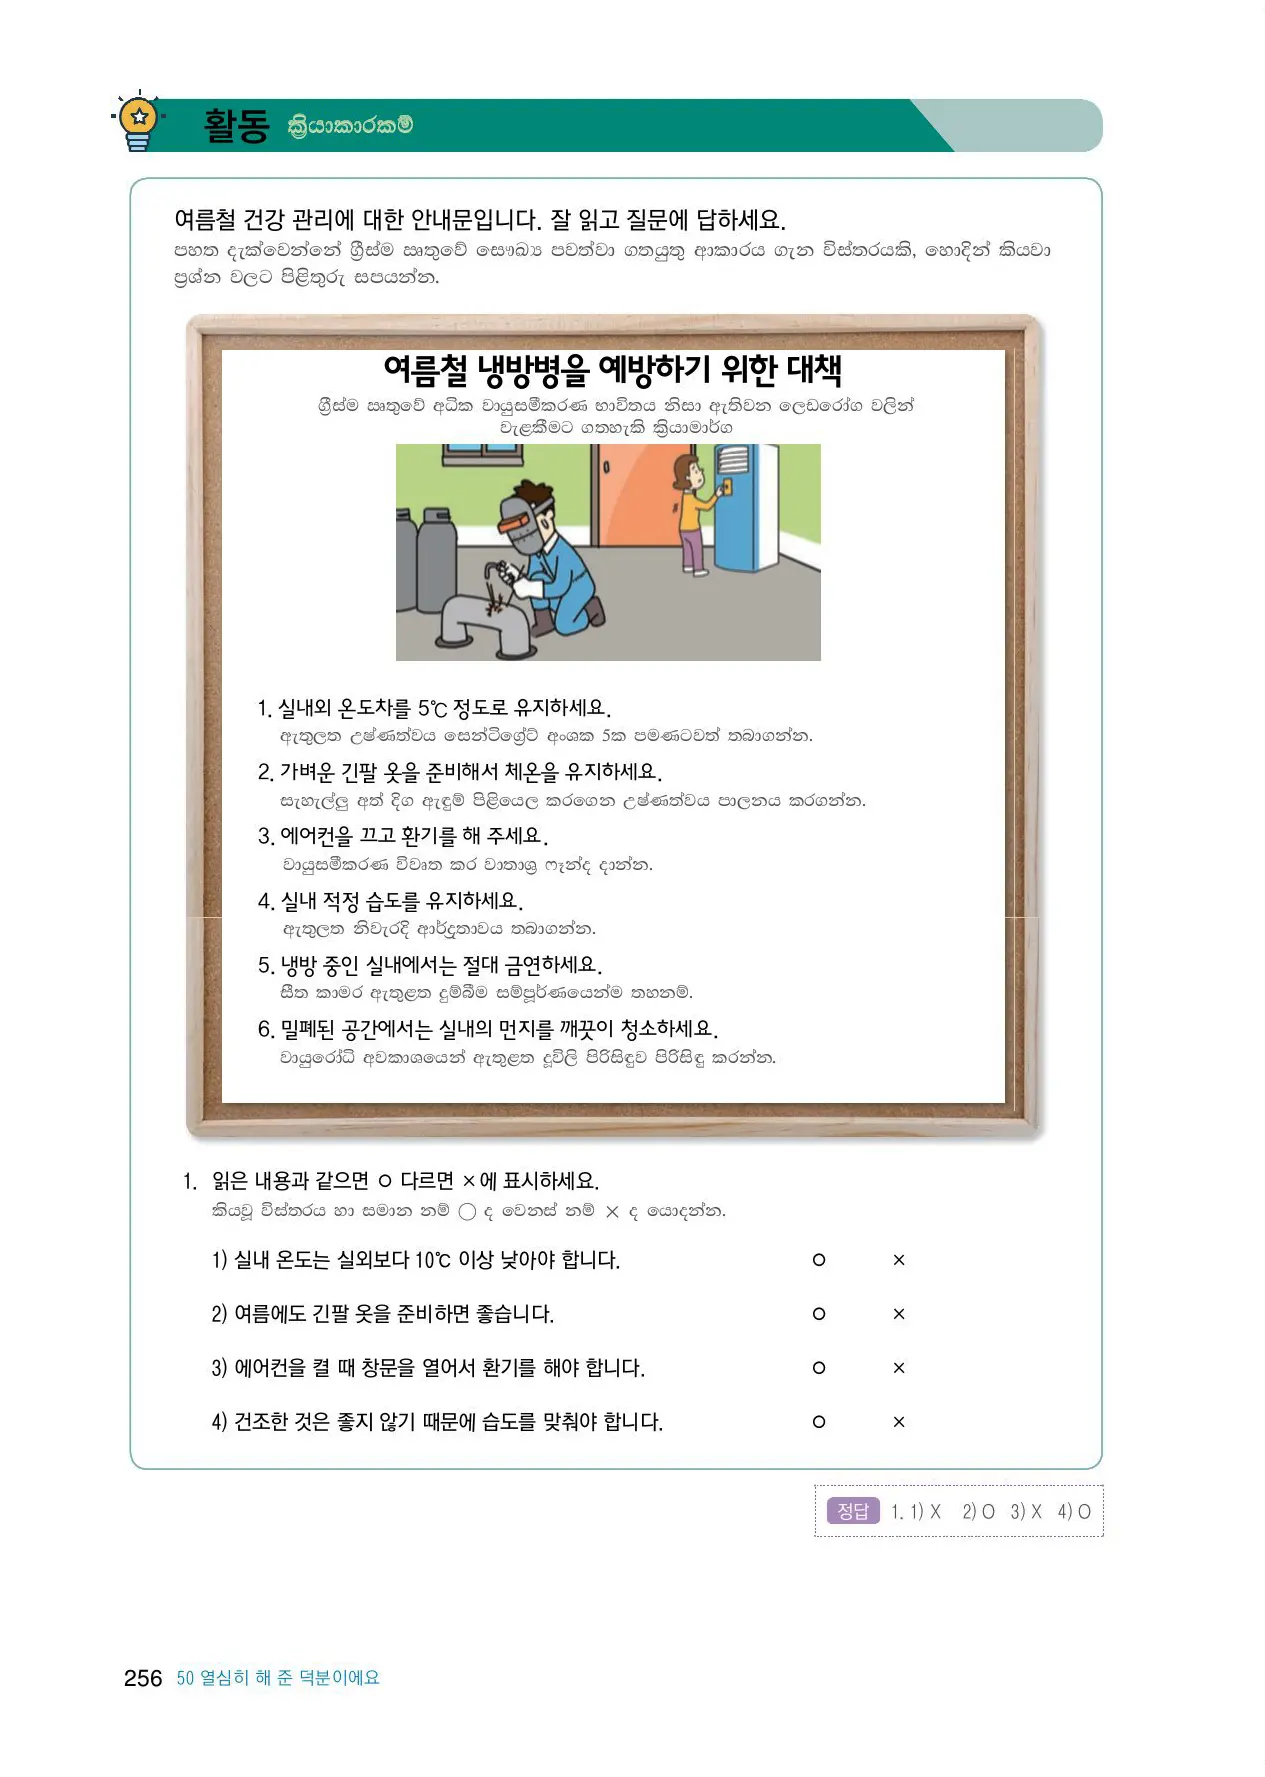 활동 ක්‍රියාකාරකම්
여름철 건강 관리에 대한 안내문입니다. 잘 읽고 질문에 답하세요.
පහත දැක්වෙන්නේ ග්‍රීස්ම ඍතුවේ සෞඛ්‍ය පවත්වා ගතයුතු ආකාරය ගැන විස්තරයකි, හොදින් කියවා
ප්‍රශ්න වලට පිළිතුරු සපයන්න.
여름철 냉방병을 예방하기 위한 대책
ග්‍රීස්ම ඍතුවේ අධික වායුසමීකරණ භාවිතය නිසා ඇතිවන ලෙඩරෝග වලින්
වැළකීමට ගතහැකි ක්‍රියාමාර්ග
1. 실내외 온도차를 5℃ 정도로 유지하세요.
ඇතුලත උෂ්ණත්වය සෙන්ටිග්‍රේට් අංශක 5ක පමණටවත් තබාගන්න.
2. 가벼운 긴팔 옷을 준비해서 체온을 유지하세요.
සැහැල්ලු අත් දිග ඇඳුම් පිළියෙල කරගෙන උෂ්ණත්වය පාලනය කරගන්න.
3. 에어컨을 끄고 환기를 해 주세요.
වායුසමීකරණ විවෘත කර වාතාශ්‍ර ෆෑන්ද දාන්න.
4. 실내 적정 습도를 유지하세요.
ඇතුලත නිවැරදි ආර්ද්‍රතාවය තබාගන්න.
5. 냉방 중인 실내에서는 절대 금연하세요.
සීත කාමර ඇතුළත දුම්බීම සම්පූර්ණයෙන්ම තහනම්.
6. 밀폐된 공간에서는 실내의 먼지를 깨끗이 청소하세요.
වායුරෝධි අවකාශයෙන් ඇතුළත දූවිලි පිරිසිඳුව පිරිසිඳු කරන්න.
1. 읽은 내용과 같으면 ㅇ 다르면 ×에 표시하세요.
කියවූ විස්තරය හා සමාන නම් ◯ ද වෙනස් නම් × ද යොදන්න.
1) 실내 온도는 실외보다 10℃ 이상 낮아야 합니다. ㅇ ×
2) 여름에도 긴팔 옷을 준비하면 좋습니다. ㅇ ×
3) 에어컨을 켤 때 창문을 열어서 환기를 해야 합니다. ㅇ ×
4) 건조한 것은 좋지 않기 때문에 습도를 맞춰야 합니다. ㅇ ×
정답 1. 1) X 2) O 3) X 4) O
256 50 열심히 해 준 덕분이에요